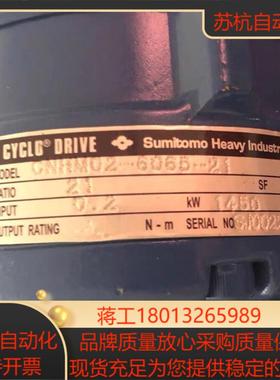 苏杭自动
CYCLO® DRIVE Sumitomo Heavy Industri
MODEL CNHM02-6065-21
RATIO 21 SF
INPUT 0.2 kW 1450
OUTPUT RATING N-m SERIAL NO
蒋工18013265989
自动化 品牌质量放心采购质量保
开票 现货充足为您提供稳定的